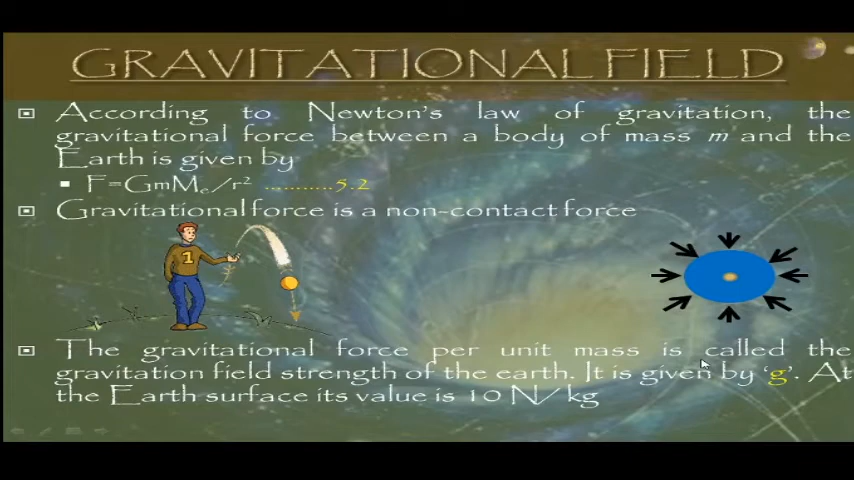 GRAVITATIONAL FIELD
According to Newton's law of gravitation, the
gravitational force between a body of mass m and the
Earth is given by
F=GmMₑ/r² ...........5.2
Gravitational force is a non-contact force
1
The gravitational force per unit mass is called the
gravitation field strength of the earth. It is given by 'g'. At
the Earth surface its value is 10 N/kg